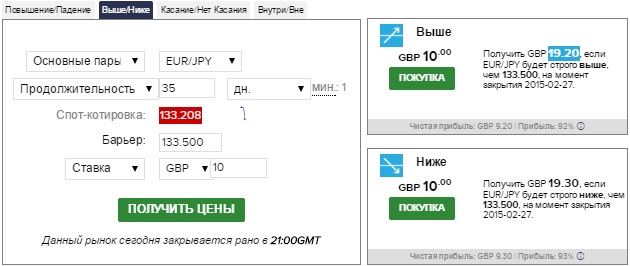 Повышение/Падение Выше/Ниже Касание/Нет Касания Внутри/Вне
Основные пары EUR/JPY
Продолжительность 35 дн. мин.: 1
Спот-котировка: 133.208
Барьер: 133.500
Ставка GBP 10
ПОЛУЧИТЬ ЦЕНЫ
Данный рынок сегодня закрывается рано в 21:00GMT
Выше
GBP 10.00
ПОКУПКА
Получить GBP 19.20, если
EUR/JPY будет строго выше,
чем 133.500, на момент
закрытия 2015-02-27.
Чистая прибыль: GBP 9.20 | Прибыль: 92%
Ниже
GBP 10.00
ПОКУПКА
Получить GBP 19.30, если
EUR/JPY будет строго ниже, чем
133.500, на момент закрытия
2015-02-27.
Чистая прибыль: GBP 9.30 | Прибыль: 93%